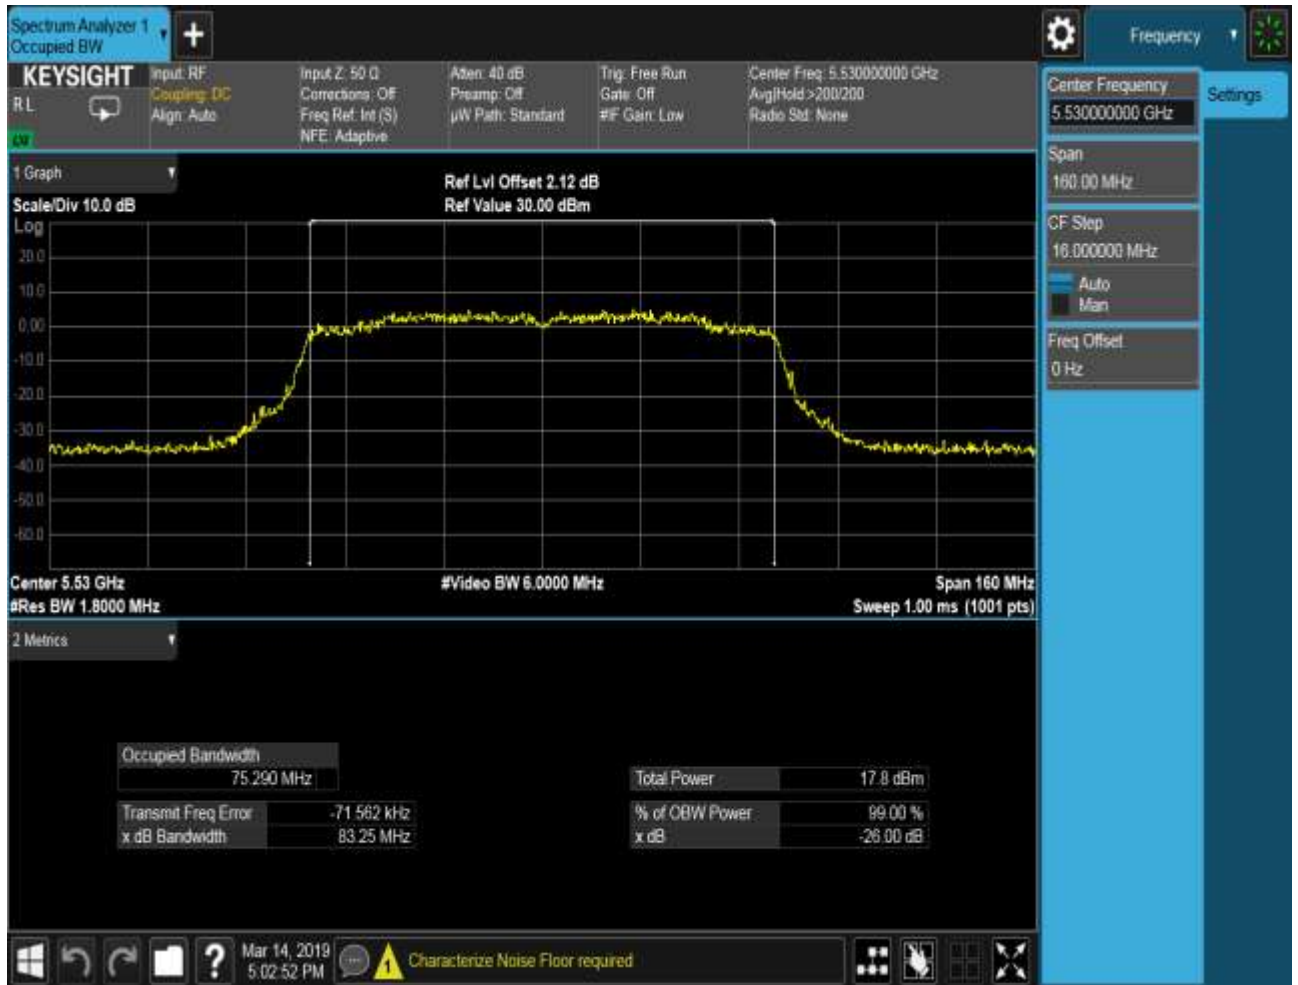 Spectrum Analyzer 1
Occupied BW
Frequency
KEYSIGHT
R L
Input: RF
Coupling: DC
Align: Auto
Input Z: 50 Ω
Corrections: Off
Freq Ref: Int (S)
NFE: Adaptive
Atten: 40 dB
Preamp: Off
µW Path: Standard
Trig: Free Run
Gate: Off
#IF Gain: Low
Center Freq: 5.530000000 GHz
Avg|Hold:>200/200
Radio Std: None
Center Frequency
5.530000000 GHz
Settings
Span
160.00 MHz
CF Step
16.000000 MHz
Auto
Man
Freq Offset
0 Hz
1 Graph
Scale/Div 10.0 dB
Ref Lvl Offset 2.12 dB
Ref Value 30.00 dBm
Log
20.0
10.0
0.00
-10.0
-20.0
-30.0
-40.0
-50.0
-60.0
Center 5.53 GHz
#Video BW 6.0000 MHz
Span 160 MHz
#Res BW 1.8000 MHz
Sweep 1.00 ms (1001 pts)
2 Metrics
Occupied Bandwidth
75.290 MHz
Total Power 17.8 dBm
Transmit Freq Error -71.562 kHz
% of OBW Power 99.00 %
x dB Bandwidth 83.25 MHz
x dB -26.00 dB
?
Mar 14, 2019
5:02:52 PM
1
Characterize Noise Floor required